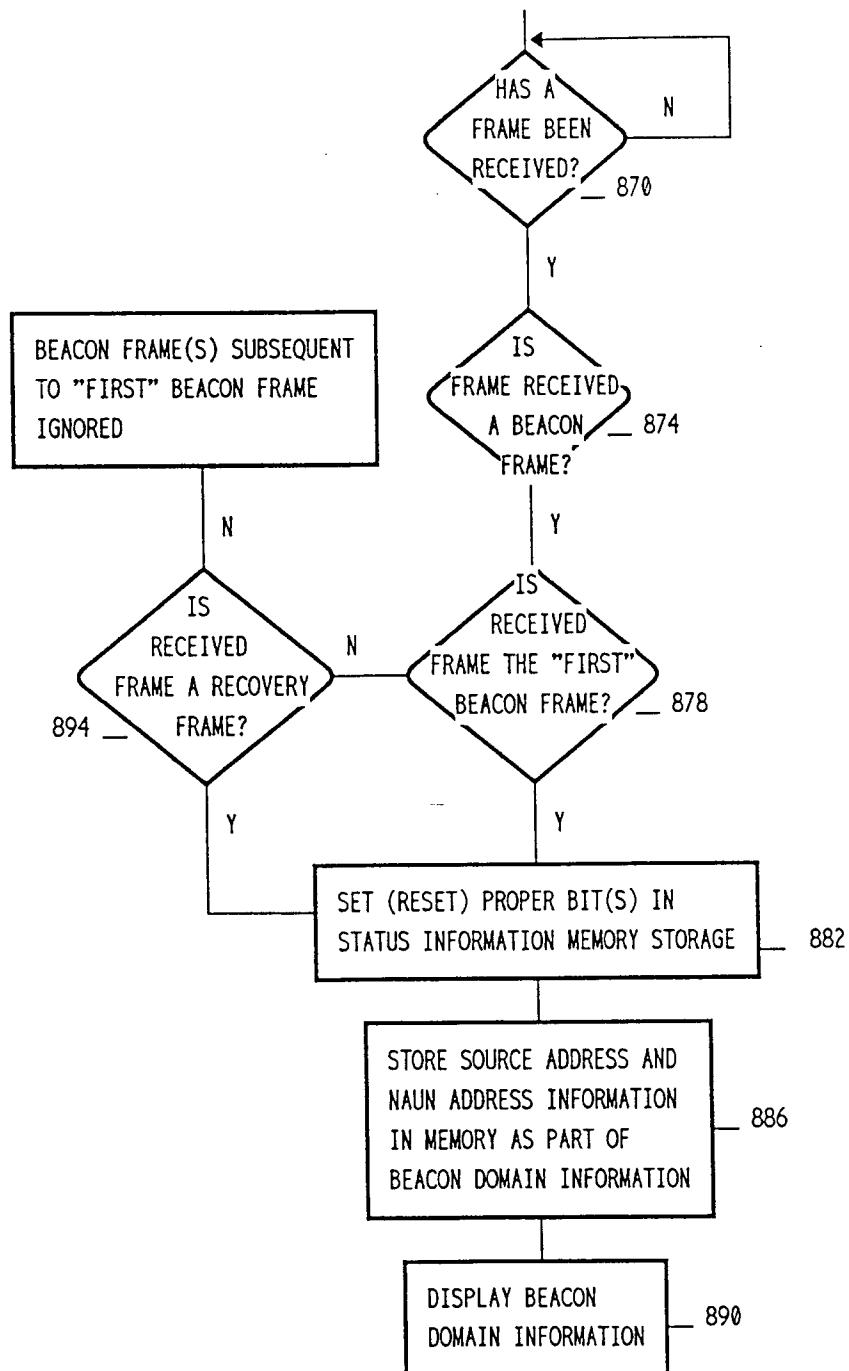 HAS A
FRAME BEEN
RECEIVED?
N
870
Y
IS
FRAME RECEIVED
A BEACON
FRAME?
874
BEACON FRAME(S) SUBSEQUENT
TO "FIRST" BEACON FRAME
IGNORED
N
Y
IS
RECEIVED
FRAME A RECOVERY
FRAME?
894
N
IS
RECEIVED
FRAME THE "FIRST"
BEACON FRAME?
878
Y
Y
SET (RESET) PROPER BIT(S) IN
STATUS INFORMATION MEMORY STORAGE
882
STORE SOURCE ADDRESS AND
NAUN ADDRESS INFORMATION
IN MEMORY AS PART OF
BEACON DOMAIN INFORMATION
886
DISPLAY BEACON
DOMAIN INFORMATION
890